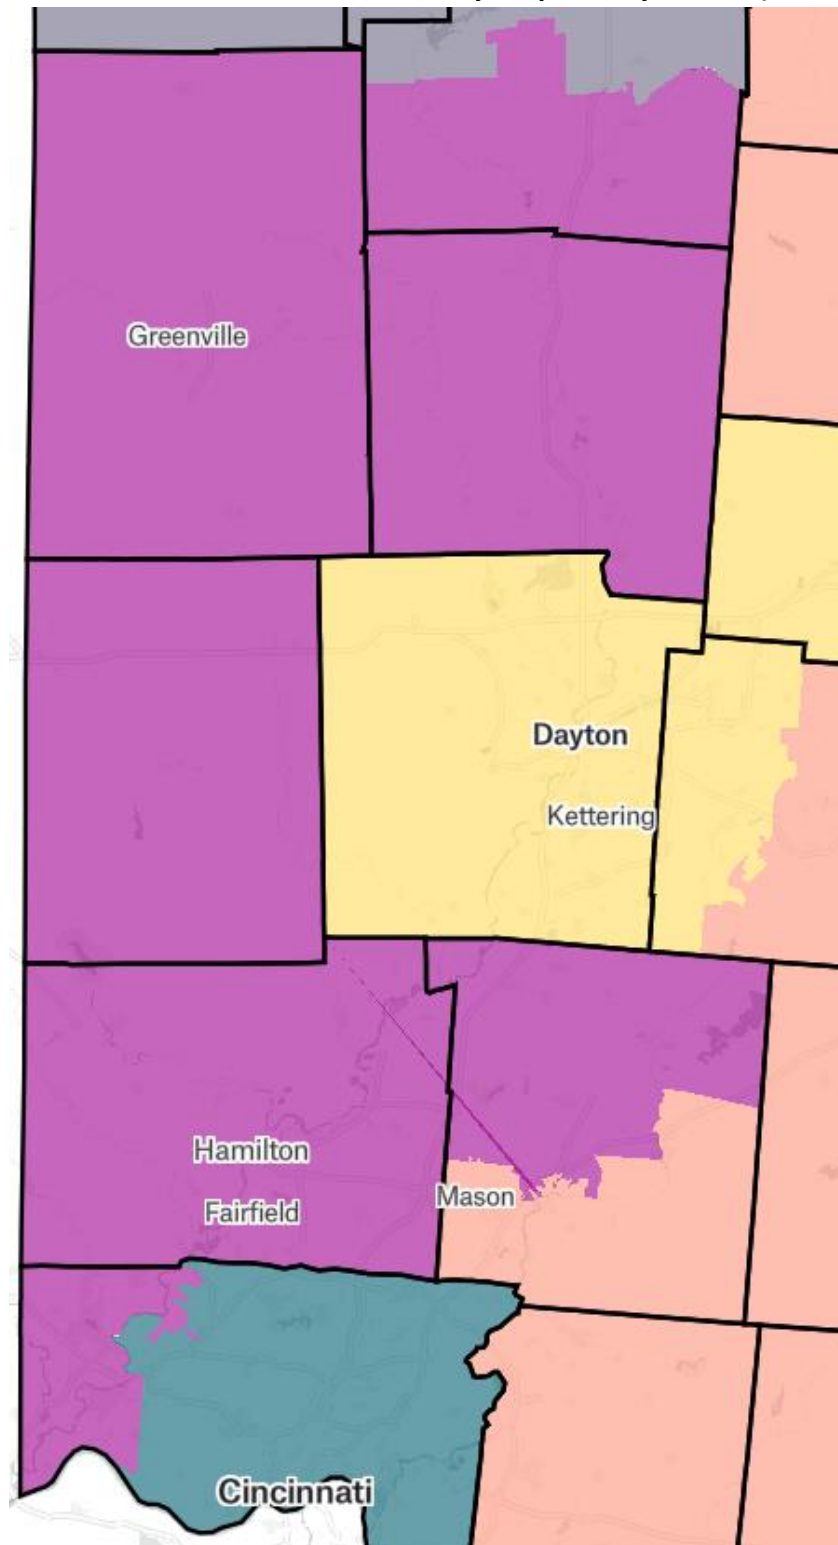 Greenville
Dayton
Kettering
Hamilton
Mason
Fairfield
Cincinnati